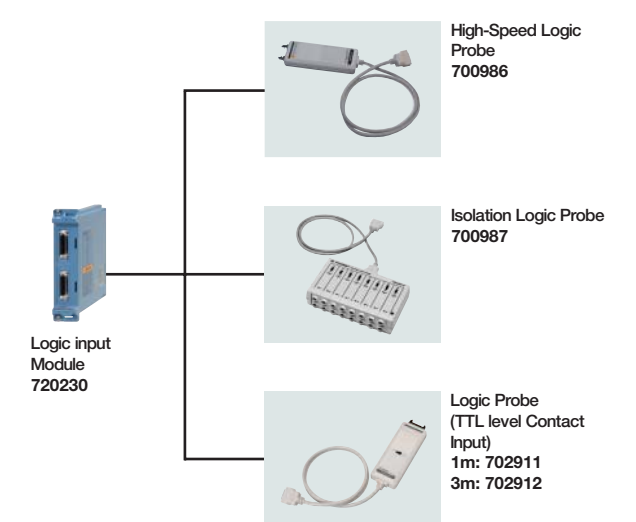 High-Speed Logic
Probe
700986
Isolation Logic Probe
700987
Logic input
Module
720230
Logic Probe
(TTL level Contact
Input)
1m: 702911
3m: 702912